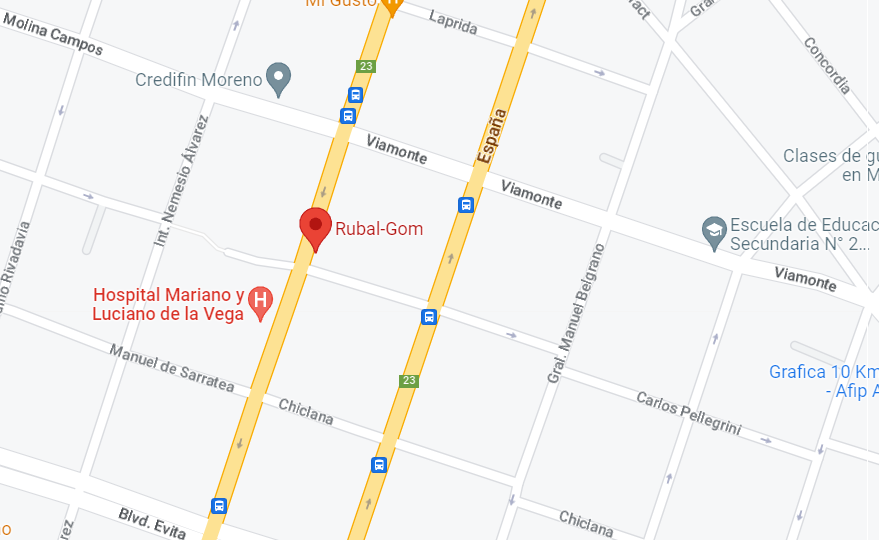 Mi Gusto
Laprida
Molina Campos
23
Credifin Moreno
Concordia
España
Viamonte
Int. Nemesio Álvarez
Viamonte
Clases de gu
en M
Rubal-Gom
Escuela de Educac
Secundaria N° 2...
Viamonte
Gral. Manuel Belgrano
Hospital Mariano y
Luciano de la Vega
H
Manuel de Sarratea
23
Grafica 10 Km
- Afip A
Chiclana
Carlos Pellegrini
Blvd. Evita
Chiclana
Rivadavia